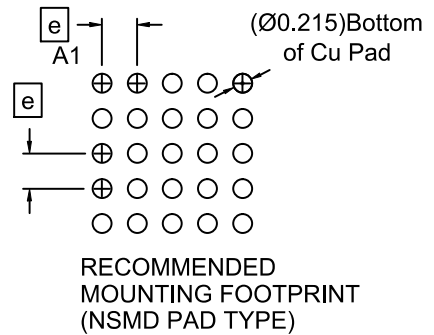 e
A1
(Ø0.215)Bottom
of Cu Pad
e
RECOMMENDED
MOUNTING FOOTPRINT
(NSMD PAD TYPE)